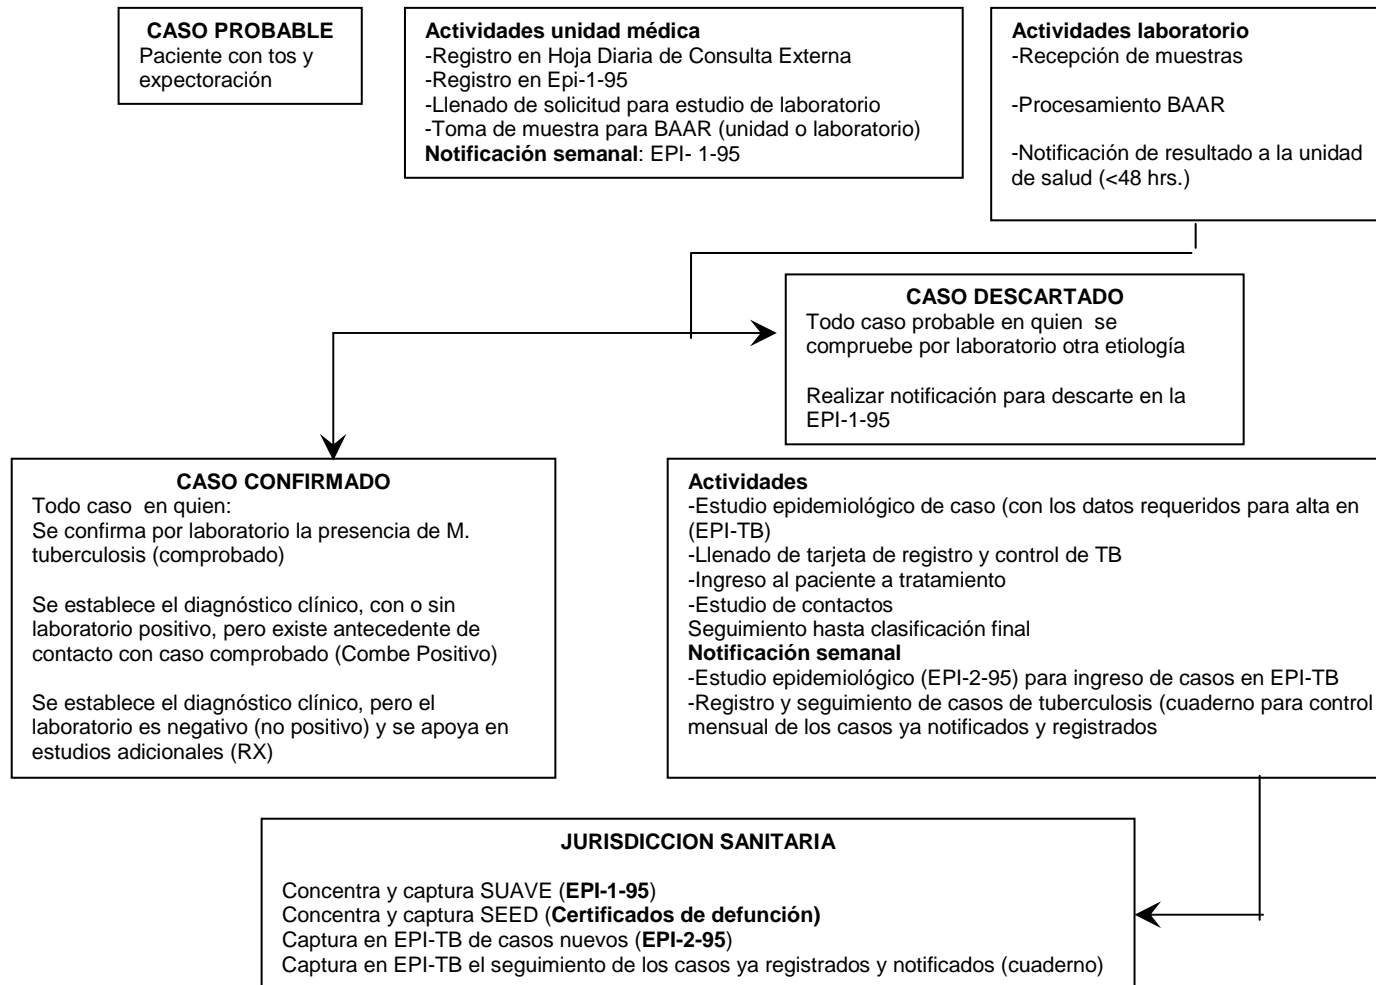 CASO PROBABLE
Paciente con tos y
expectoración
Actividades unidad médica
-Registro en Hoja Diaria de Consulta Externa
-Registro en Epi-1-95
-Llenado de solicitud para estudio de laboratorio
-Toma de muestra para BAAR (unidad o laboratorio)
Notificación semanal: EPI- 1-95
Actividades laboratorio
-Recepción de muestras
-Procesamiento BAAR
-Notificación de resultado a la unidad
de salud (<48 hrs.)
CASO DESCARTADO
Todo caso probable en quien  se
compruebe por laboratorio otra etiología
Realizar notificación para descarte en la
EPI-1-95
CASO CONFIRMADO
Todo caso  en quien:
Se confirma por laboratorio la presencia de M.
tuberculosis (comprobado)
Se establece el diagnóstico clínico, con o sin
laboratorio positivo, pero existe antecedente de
contacto con caso comprobado (Combe Positivo)
Se establece el diagnóstico clínico, pero el
laboratorio es negativo (no positivo) y se apoya en
estudios adicionales (RX)
Actividades
-Estudio epidemiológico de caso (con los datos requeridos para alta en
(EPI-TB)
-Llenado de tarjeta de registro y control de TB
-Ingreso al paciente a tratamiento
-Estudio de contactos
Seguimiento hasta clasificación final
Notificación semanal
-Estudio epidemiológico (EPI-2-95) para ingreso de casos en EPI-TB
-Registro y seguimiento de casos de tuberculosis (cuaderno para control
mensual de los casos ya notificados y registrados
JURISDICCION SANITARIA
Concentra y captura SUAVE (EPI-1-95)
Concentra y captura SEED (Certificados de defunción)
Captura en EPI-TB de casos nuevos (EPI-2-95)
Captura en EPI-TB el seguimiento de los casos ya registrados y notificados (cuaderno)